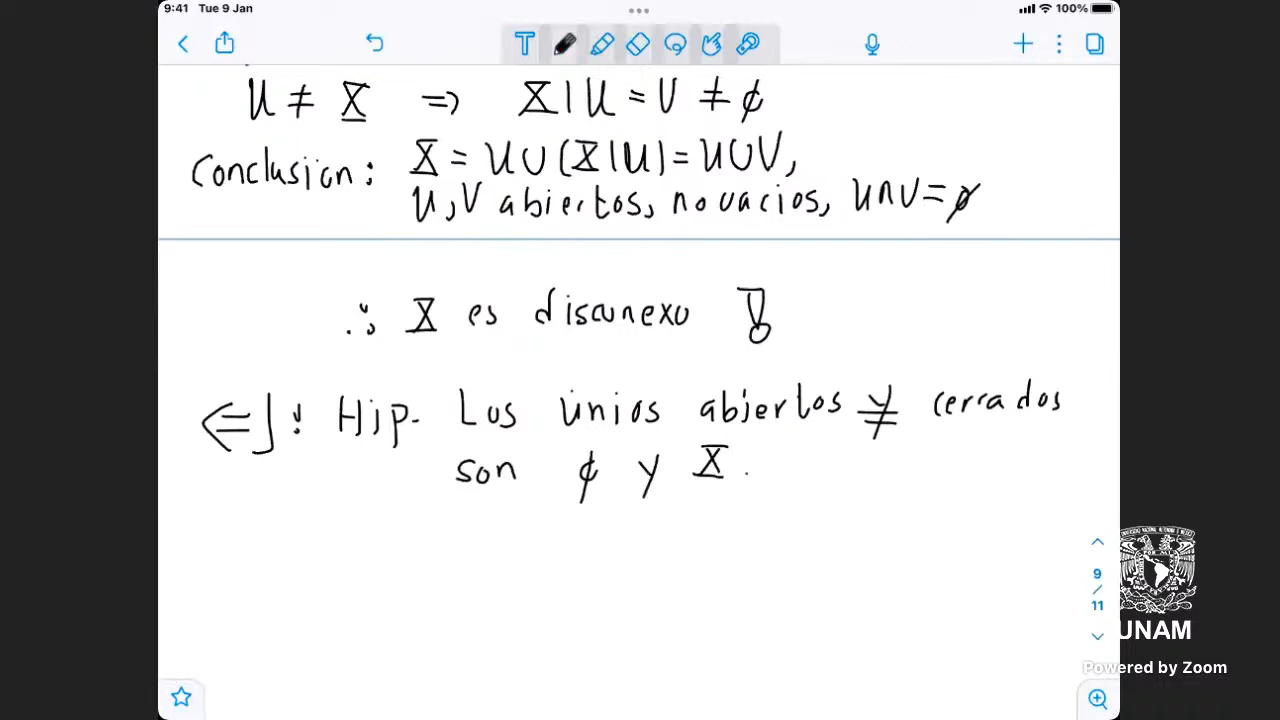 9:41 Tue 9 Jan
100%
U ≠ X ⇒ X \ U = V ≠ ∅
Conclusion: X = U ∪ (X \ U) = U ∪ V,
U, V abiertos, no vacios, U ∩ V = ∅
∴ X es disconexo !
⇐]: Hip. Los únios abiertos y cerrados
son ∅ y X.
9
/
11
UNAM
Powered by Zoom